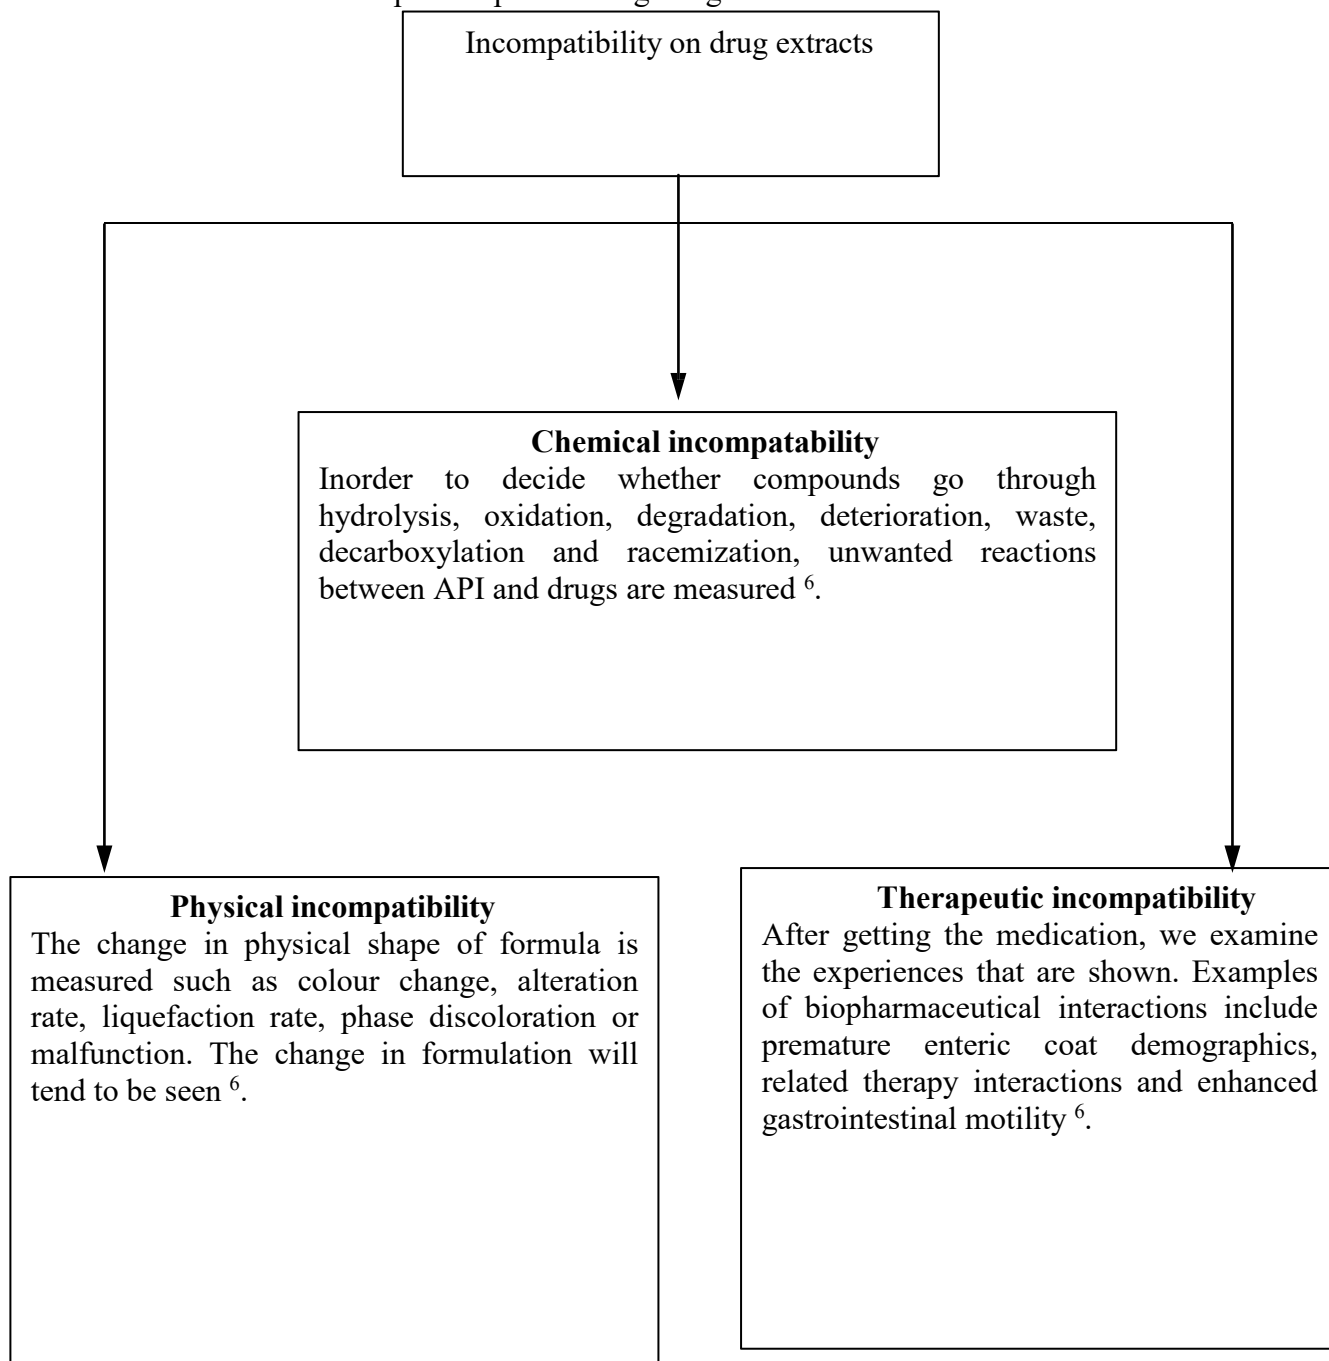 Incompatibility on drug extracts
Chemical incompatability
Inorder to decide whether compounds go through
hydrolysis, oxidation, degradation, deterioration, waste,
decarboxylation and racemization, unwanted reactions
between API and drugs are measured 6.
Physical incompatibility
The change in physical shape of formula is
measured such as colour change, alteration
rate, liquefaction rate, phase discoloration or
malfunction. The change in formulation will
tend to be seen 6.
Therapeutic incompatibility
After getting the medication, we examine
the experiences that are shown. Examples
of biopharmaceutical interactions include
premature enteric coat demographics,
related therapy interactions and enhanced
gastrointestinal motility 6.